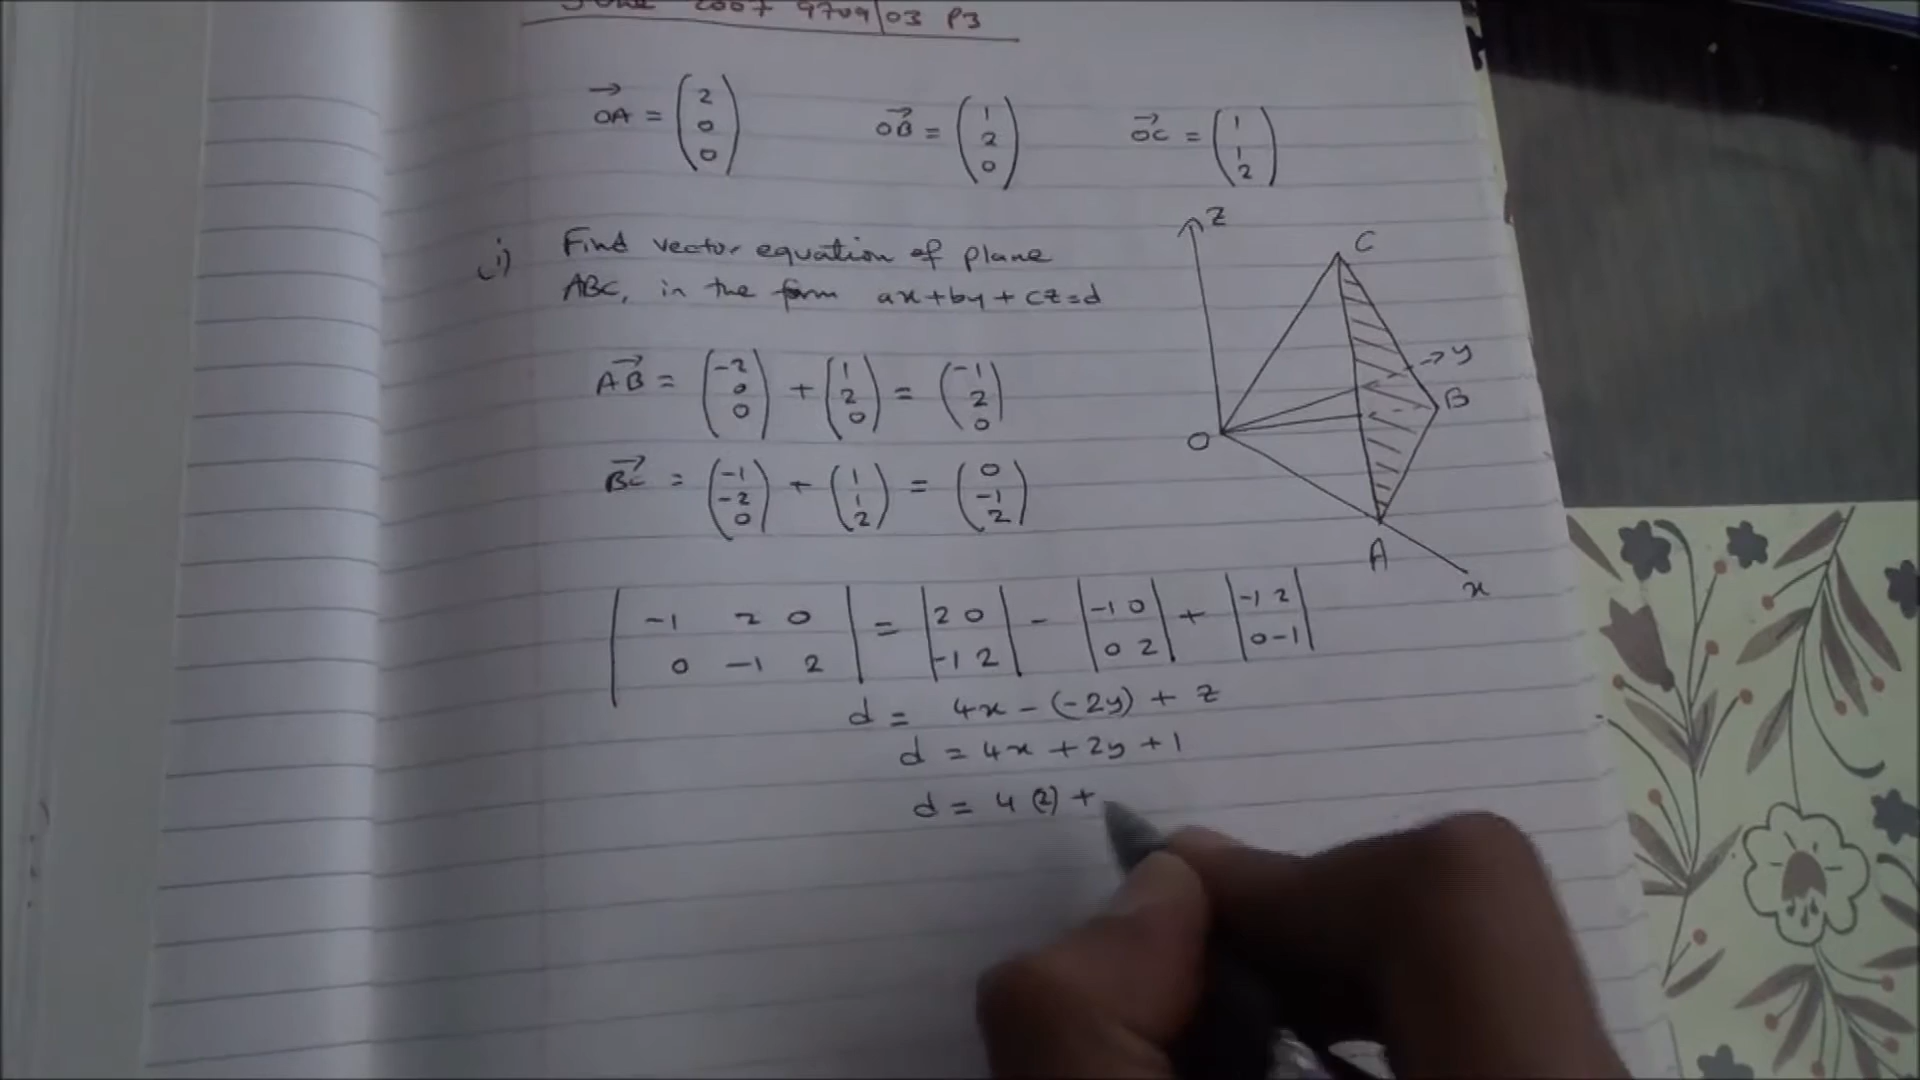 June 2007 9709/03 P3
→OA = (2 0 0) →OB = (1 2 0) →OC = (1 1 2)
(i) Find vector equation of plane
ABC, in the form ax+by+cz=d
→AB = (-2 0 0) + (1 2 0) = (-1 2 0)
→BC = (-1 -2 0) + (1 1 2) = (0 -1 2)
| -1 2 0 | = |2 0| - |-1 0| + |-1 2|
| 0 -1 2 | |-1 2| |0 2| |0 -1|
d = 4x - (-2y) + z
d = 4x + 2y + 1
d = 4(2) +
z
C
y
B
O
A
x